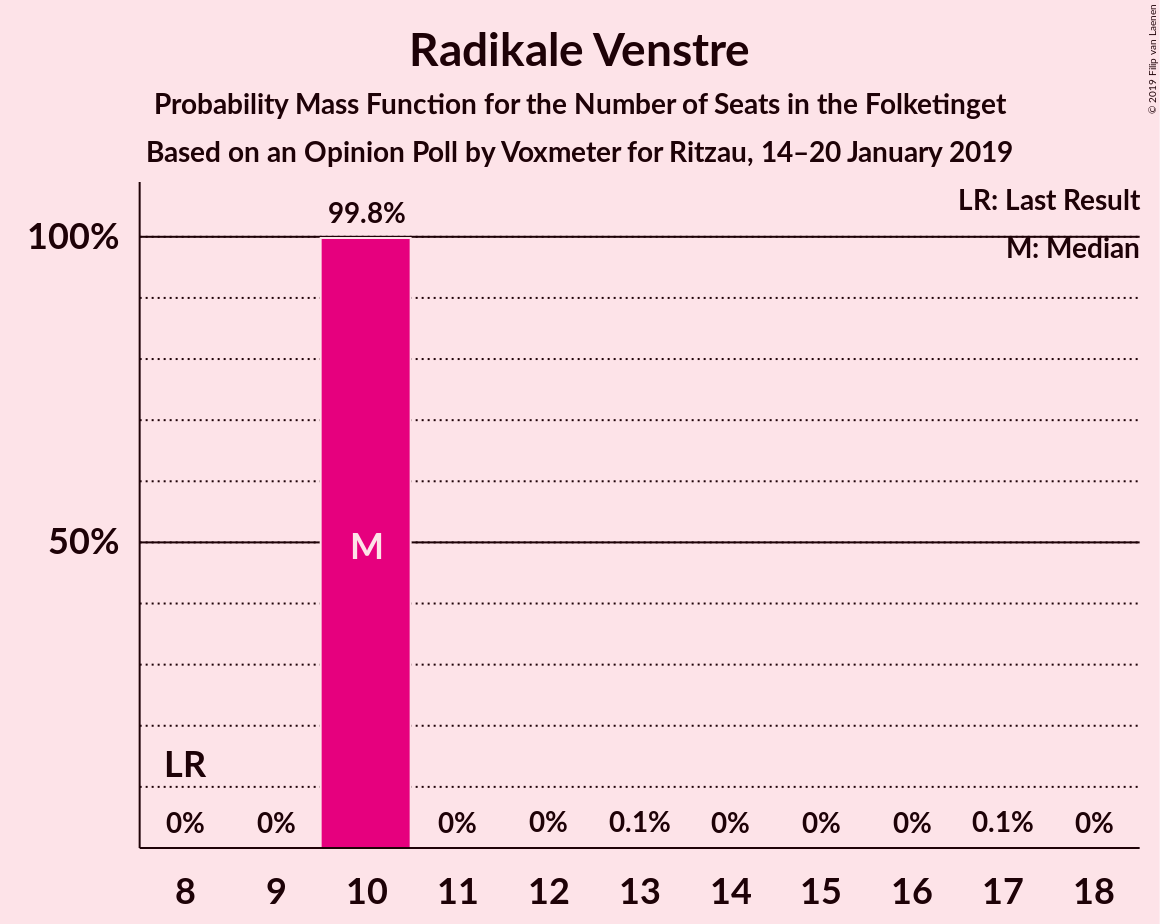 Radikale Venstre
Probability Mass Function for the Number of Seats in the Folketinget
Based on an Opinion Poll by Voxmeter for Ritzau, 14–20 January 2019
© 2019 Filip van Laenen
LR: Last Result
M: Median
99.8%
100%
50%
M
LR
0% 0% 0% 0% 0.1% 0% 0% 0% 0.1% 0%
8 9 10 11 12 13 14 15 16 17 18